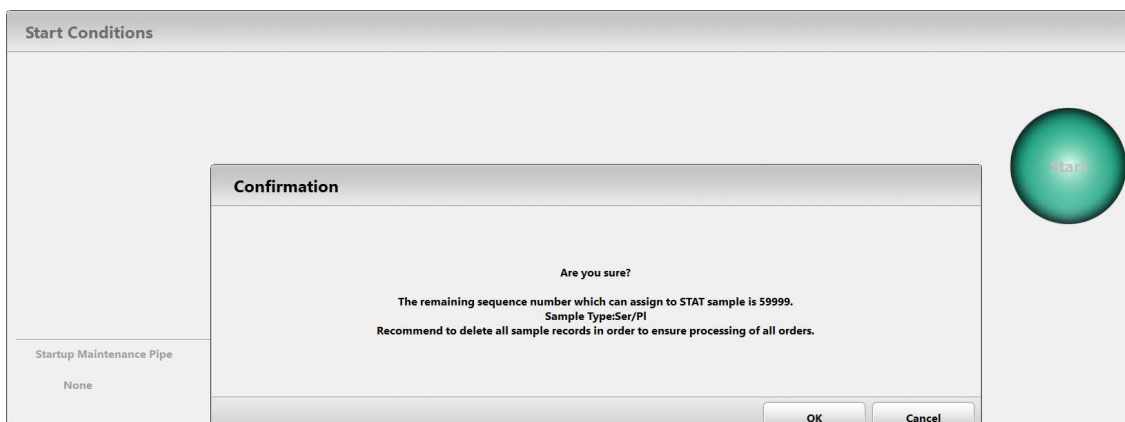 Start Conditions
Start
Confirmation
Are you sure?
The remaining sequence number which can assign to STAT sample is 59999.
Sample Type:Ser/Pl
Recommend to delete all sample records in order to ensure processing of all orders.
Startup Maintenance Pipe
None
OK
Cancel